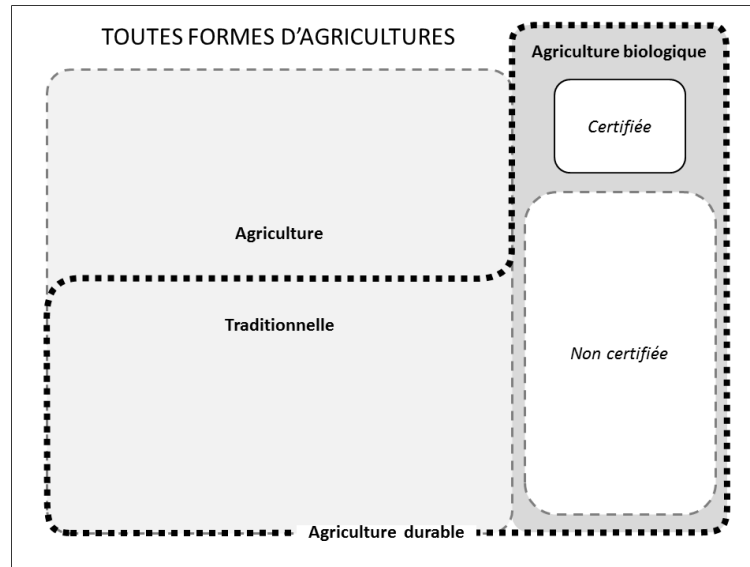 TOUTES FORMES D'AGRICULTURES
Agriculture biologique
Certifiée
Agriculture
Traditionnelle
Non certifiée
Agriculture durable